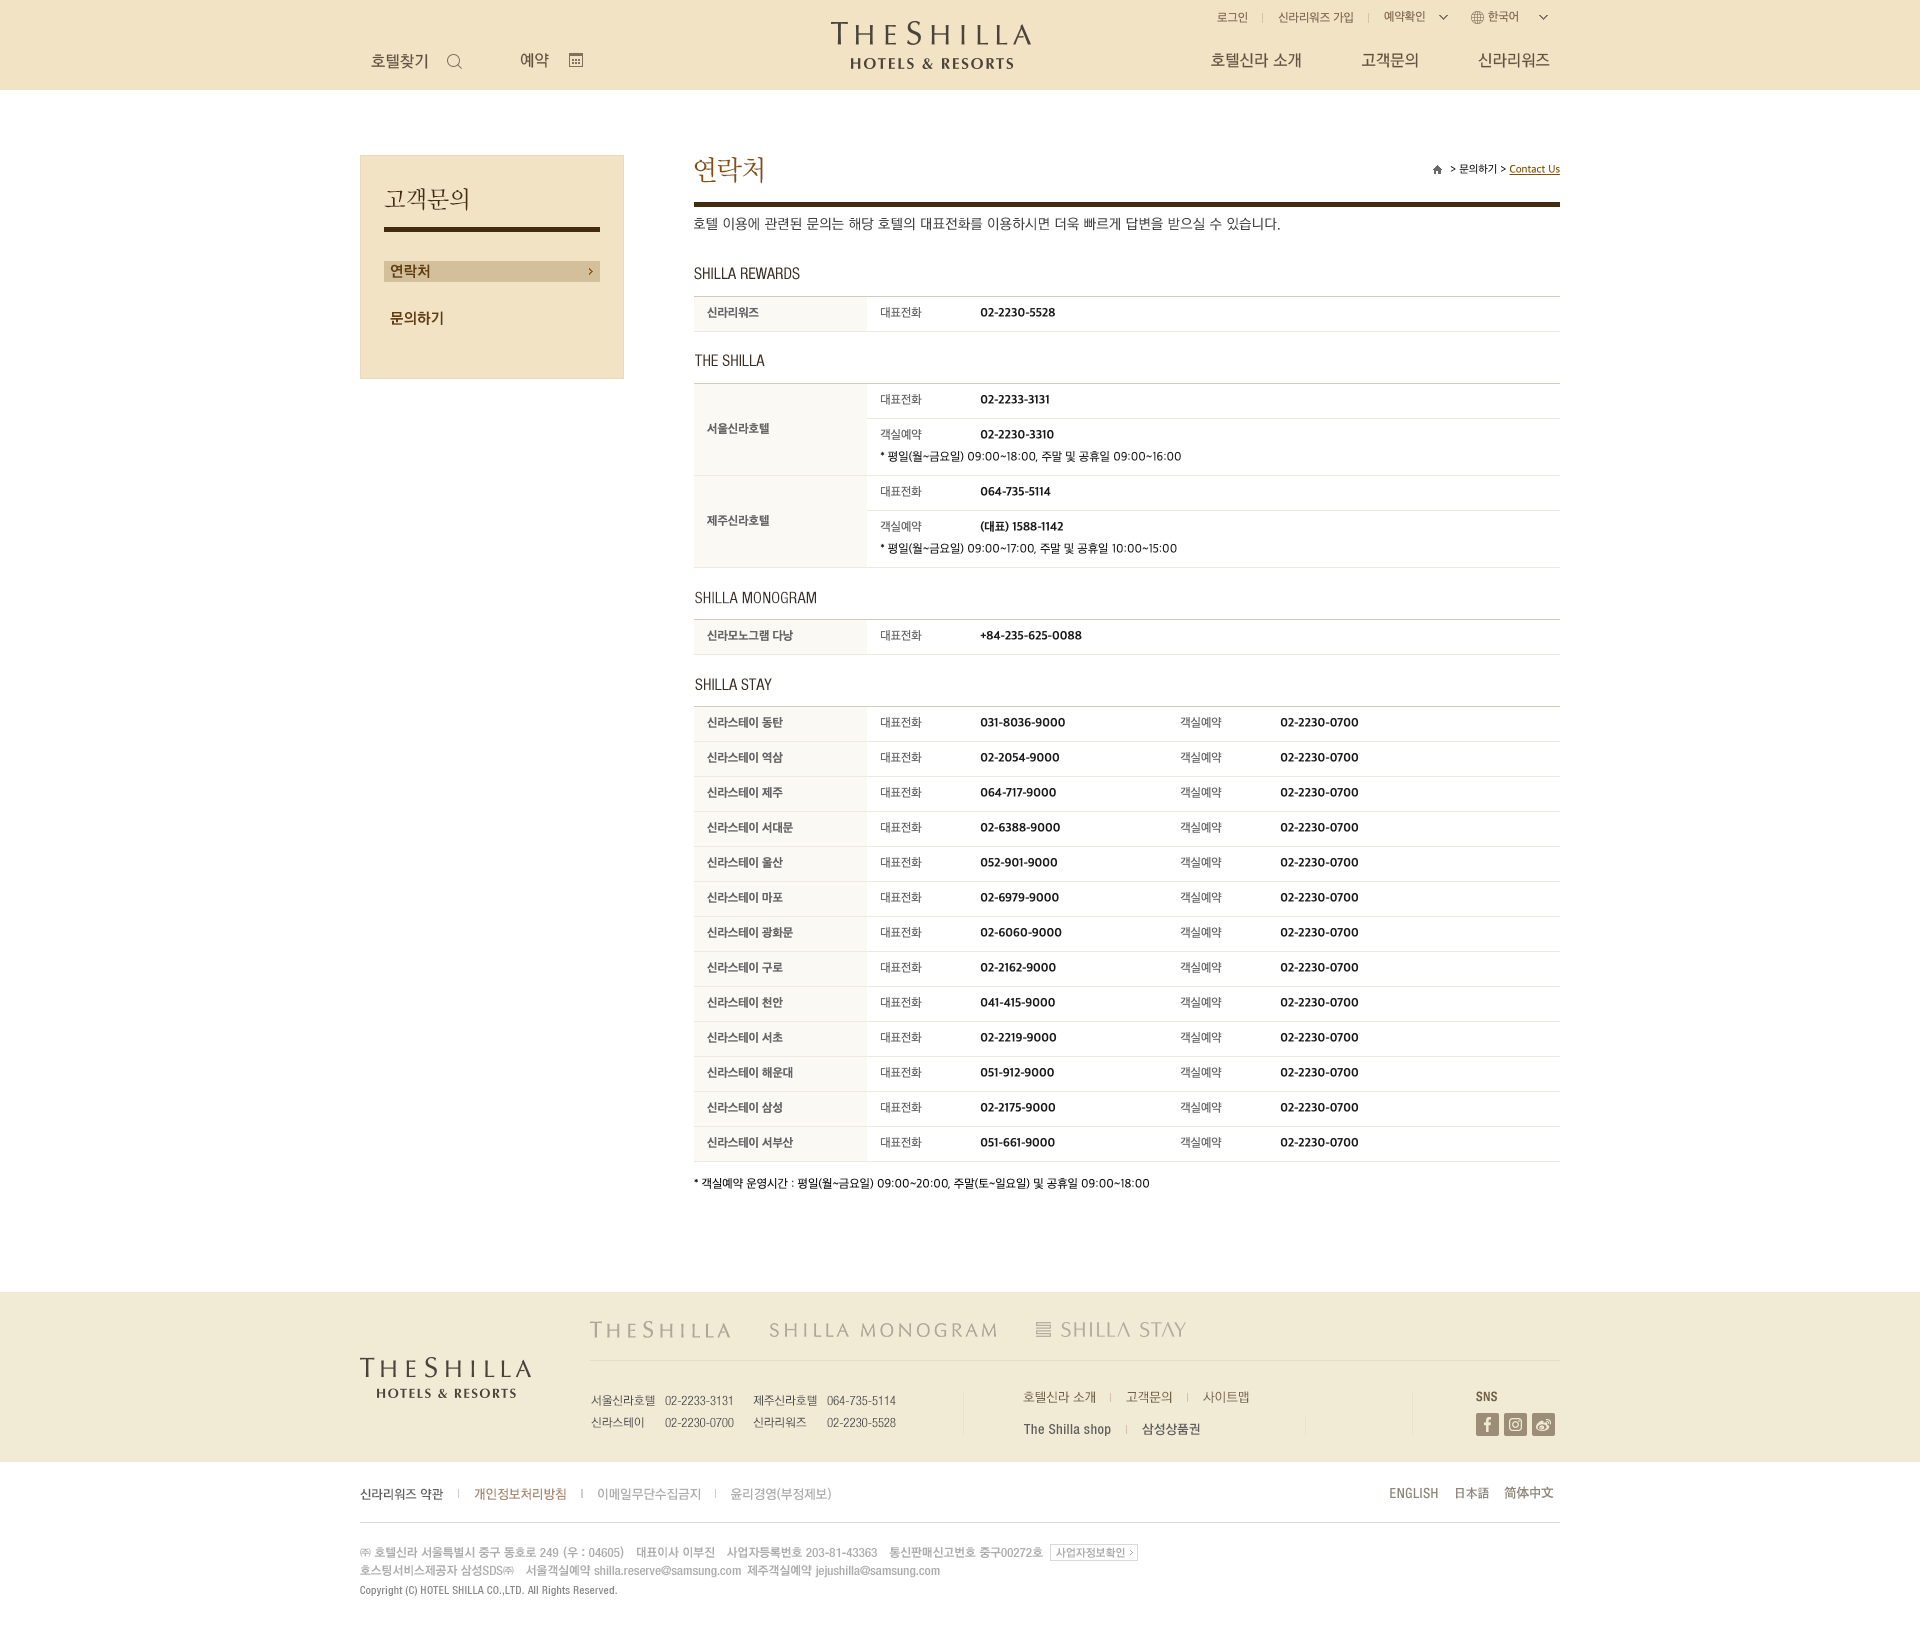 로그인 신라리워즈 가입 예약확인 한국어
호텔찾기 예약 THE SHILLA 호텔신라 소개 고객문의 신라리워즈
HOTELS & RESORTS
고객문의
연락처
문의하기
연락처
> 문의하기 > Contact Us
호텔 이용에 관련된 문의는 해당 호텔의 대표전화를 이용하시면 더욱 빠르게 답변을 받으실 수 있습니다.
SHILLA REWARDS
신라리워즈 대표전화 02-2230-5528
THE SHILLA
서울신라호텔 대표전화 02-2233-3131
객실예약 02-2230-3310
* 평일(월~금요일) 09:00~18:00, 주말 및 공휴일 09:00~16:00
제주신라호텔 대표전화 064-735-5114
객실예약 (대표) 1588-1142
* 평일(월~금요일) 09:00~17:00, 주말 및 공휴일 10:00~15:00
SHILLA MONOGRAM
신라모노그램 다낭 대표전화 +84-235-625-0088
SHILLA STAY
신라스테이 동탄 대표전화 031-8036-9000 객실예약 02-2230-0700
신라스테이 역삼 대표전화 02-2054-9000 객실예약 02-2230-0700
신라스테이 제주 대표전화 064-717-9000 객실예약 02-2230-0700
신라스테이 서대문 대표전화 02-6388-9000 객실예약 02-2230-0700
신라스테이 울산 대표전화 052-901-9000 객실예약 02-2230-0700
신라스테이 마포 대표전화 02-6979-9000 객실예약 02-2230-0700
신라스테이 광화문 대표전화 02-6060-9000 객실예약 02-2230-0700
신라스테이 구로 대표전화 02-2162-9000 객실예약 02-2230-0700
신라스테이 천안 대표전화 041-415-9000 객실예약 02-2230-0700
신라스테이 서초 대표전화 02-2219-9000 객실예약 02-2230-0700
신라스테이 해운대 대표전화 051-912-9000 객실예약 02-2230-0700
신라스테이 삼성 대표전화 02-2175-9000 객실예약 02-2230-0700
신라스테이 서부산 대표전화 051-661-9000 객실예약 02-2230-0700
* 객실예약 운영시간 : 평일(월~금요일) 09:00~20:00, 주말(토~일요일) 및 공휴일 09:00~18:00
THE SHILLA SHILLA MONOGRAM SHILLA STAY
THE SHILLA
HOTELS & RESORTS
서울신라호텔 02-2233-3131 제주신라호텔 064-735-5114
신라스테이 02-2230-0700 신라리워즈 02-2230-5528
호텔신라 소개 고객문의 사이트맵
The Shilla shop 삼성상품권
SNS
신라리워즈 약관 개인정보처리방침 이메일무단수집금지 윤리경영(부정제보) ENGLISH 日本語 简体中文
㈜ 호텔신라 서울특별시 중구 동호로 249 (우 : 04605) 대표이사 이부진 사업자등록번호 203-81-43363 통신판매신고번호 중구00272호 사업자정보확인 >
호스팅서비스제공자 삼성SDS㈜ 서울객실예약 shilla.reserve@samsung.com 제주객실예약 jejushilla@samsung.com
Copyright (C) HOTEL SHILLA CO.,LTD. All Rights Reserved.